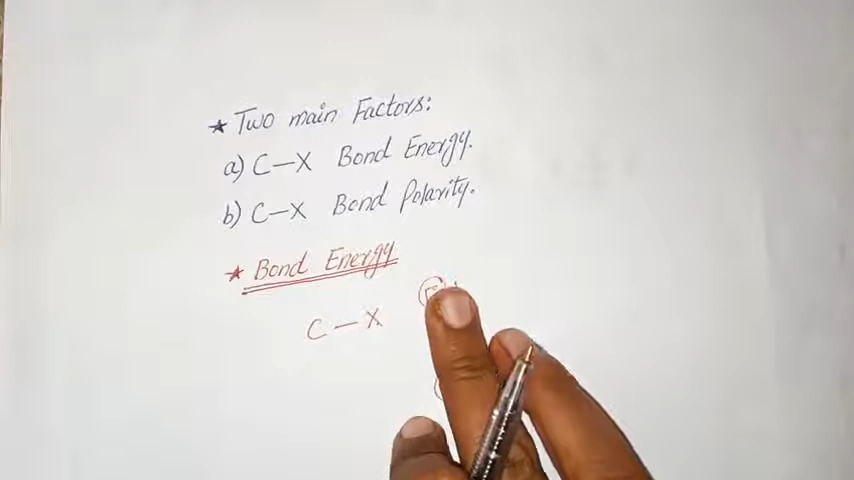 ★ Two main Factors:
a) C—X Bond Energy.
b) C—X Bond Polarity.
★ Bond Energy
C — X